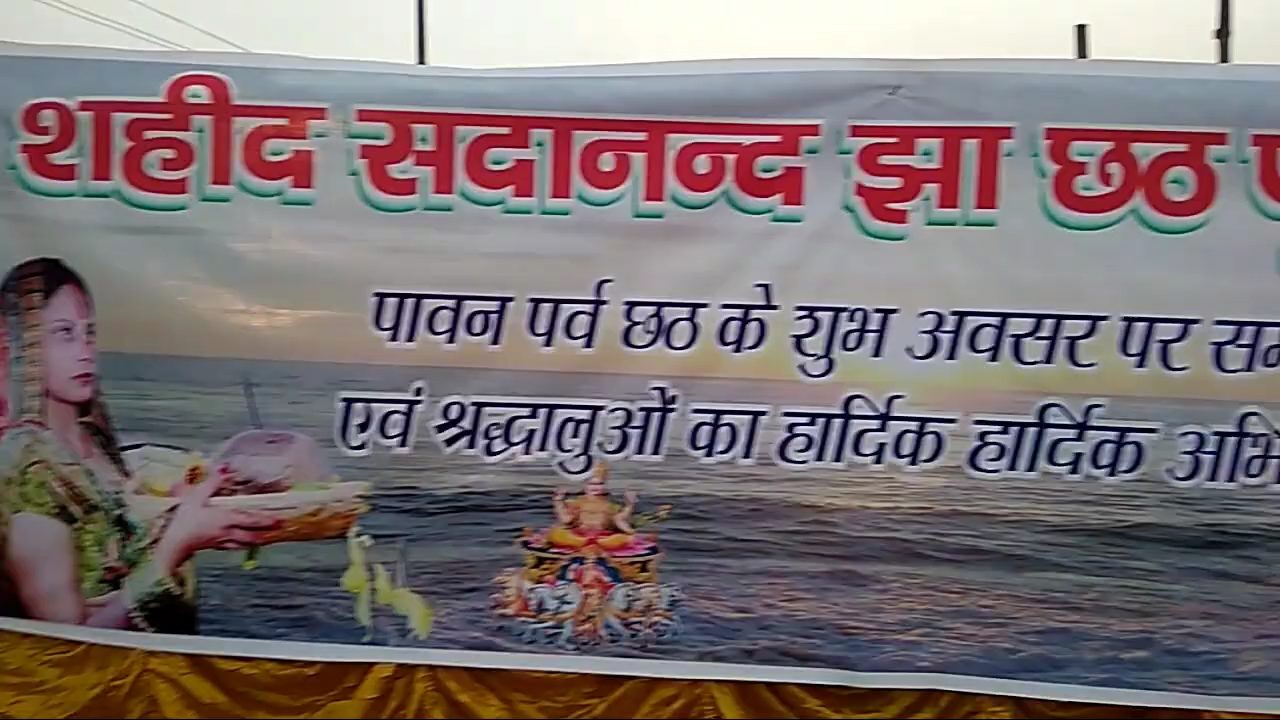 शहीद सदानन्द झा छठ
पावन पर्व छठ के शुभ अवसर पर
एवं श्रद्धालुओं का हार्दिक हार्दिक